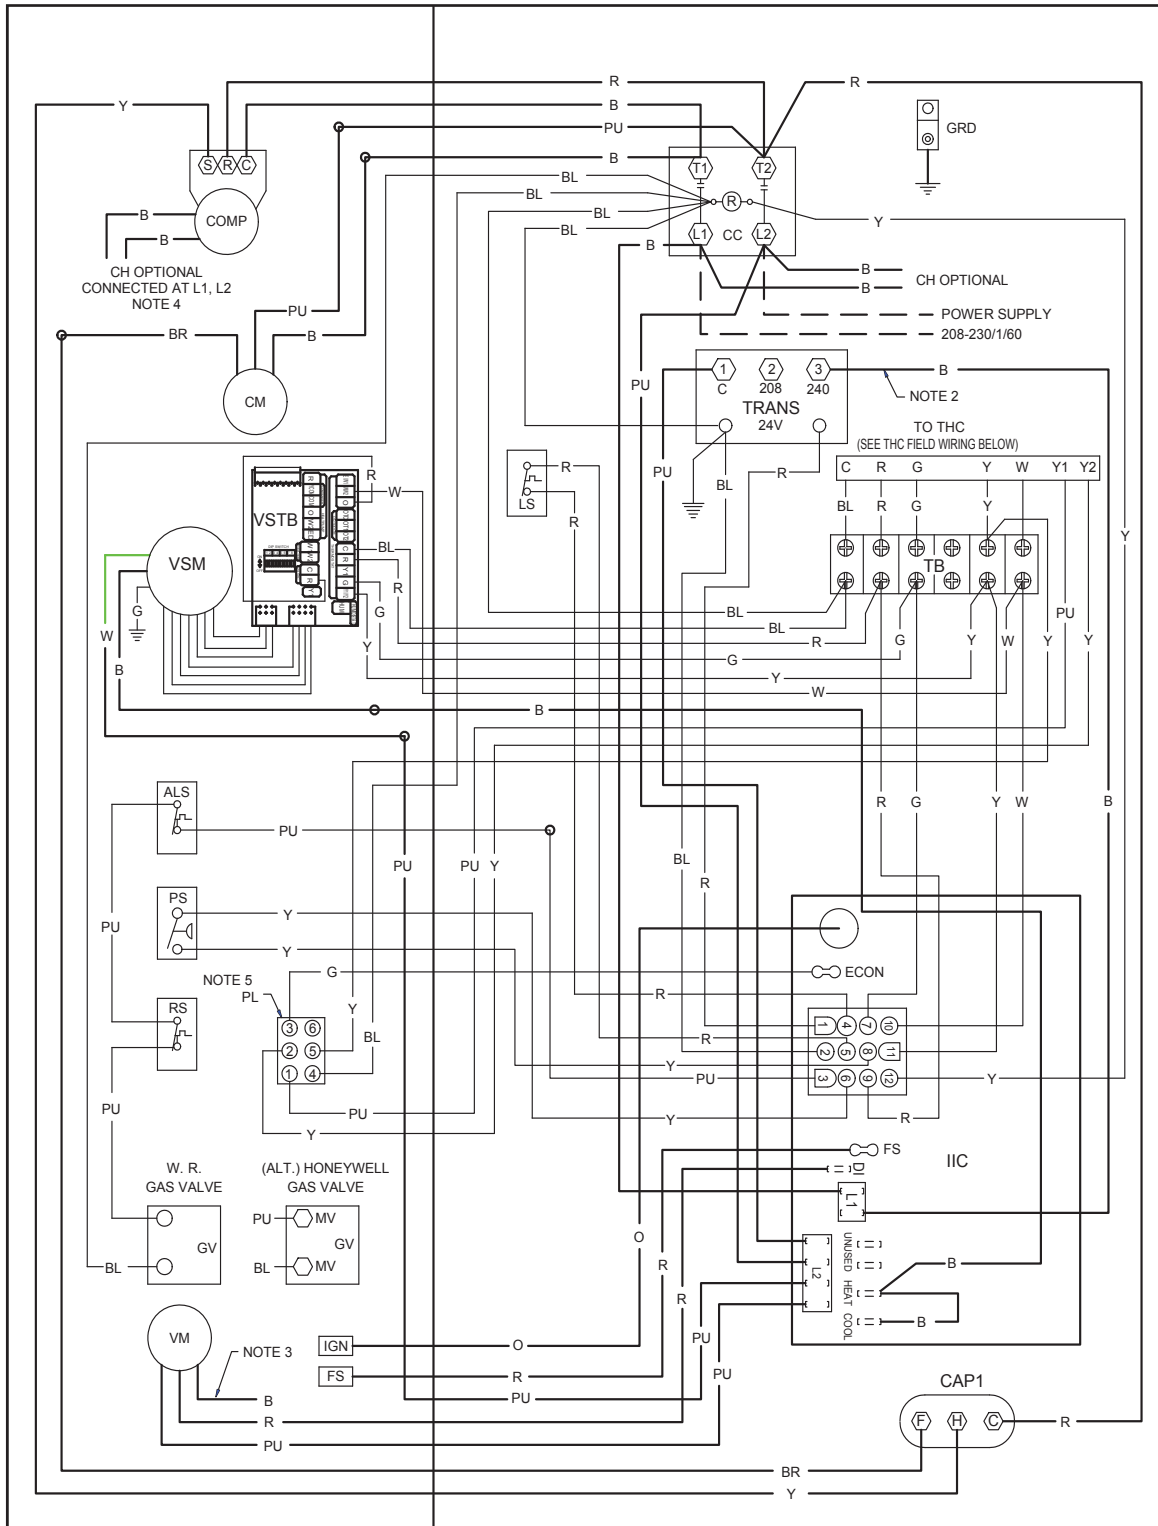 R
R
Y
B
PU
GRD
B
S R C
T1 T2
BL
BL
R
COMP
BL
BL
Y
B
L1 CC L2
B
B
B
CH OPTIONAL
CONNECTED AT L1, L2
NOTE 4
B
CH OPTIONAL
PU
POWER SUPPLY
BR
B
208-230/1/60
1 2 3
PU
B
C 208 240
NOTE 2
CM
TRANS
24V
TO THC
(SEE THC FIELD WIRING BELOW)
R
PU
R
C R G Y W Y1 Y2
W
BL
LS
R
BL R G
VSTB
Y
BL
VSM
TB
R
G
G
BL
PU
W
BL
Y
R
G
Y W Y Y
B
G
Y
W
B
ALS
R G Y W
B
PU
PU
PU Y
BL
R
PS
Y
PU
Y
ECON
NOTE 5
G
PL
R
RS
Y
3 6
BL
1 4 7 10
2 5
R
2 5 8 11
Y
1 4
PU
3 6 9 12
Y
PU
PU
Y
R
Y
FS
IIC
W. R.
GAS VALVE
(ALT.) HONEYWELL
GAS VALVE
DI
L1
PU MV
GV
GV
O
UNUSED
BL
BL MV
R
L2
B
R
HEAT
COOL
B
VM
PU
IGN
O
NOTE 3
FS
R
PU
CAP1
B
PU
R
F H C
R
PU
BR
Y